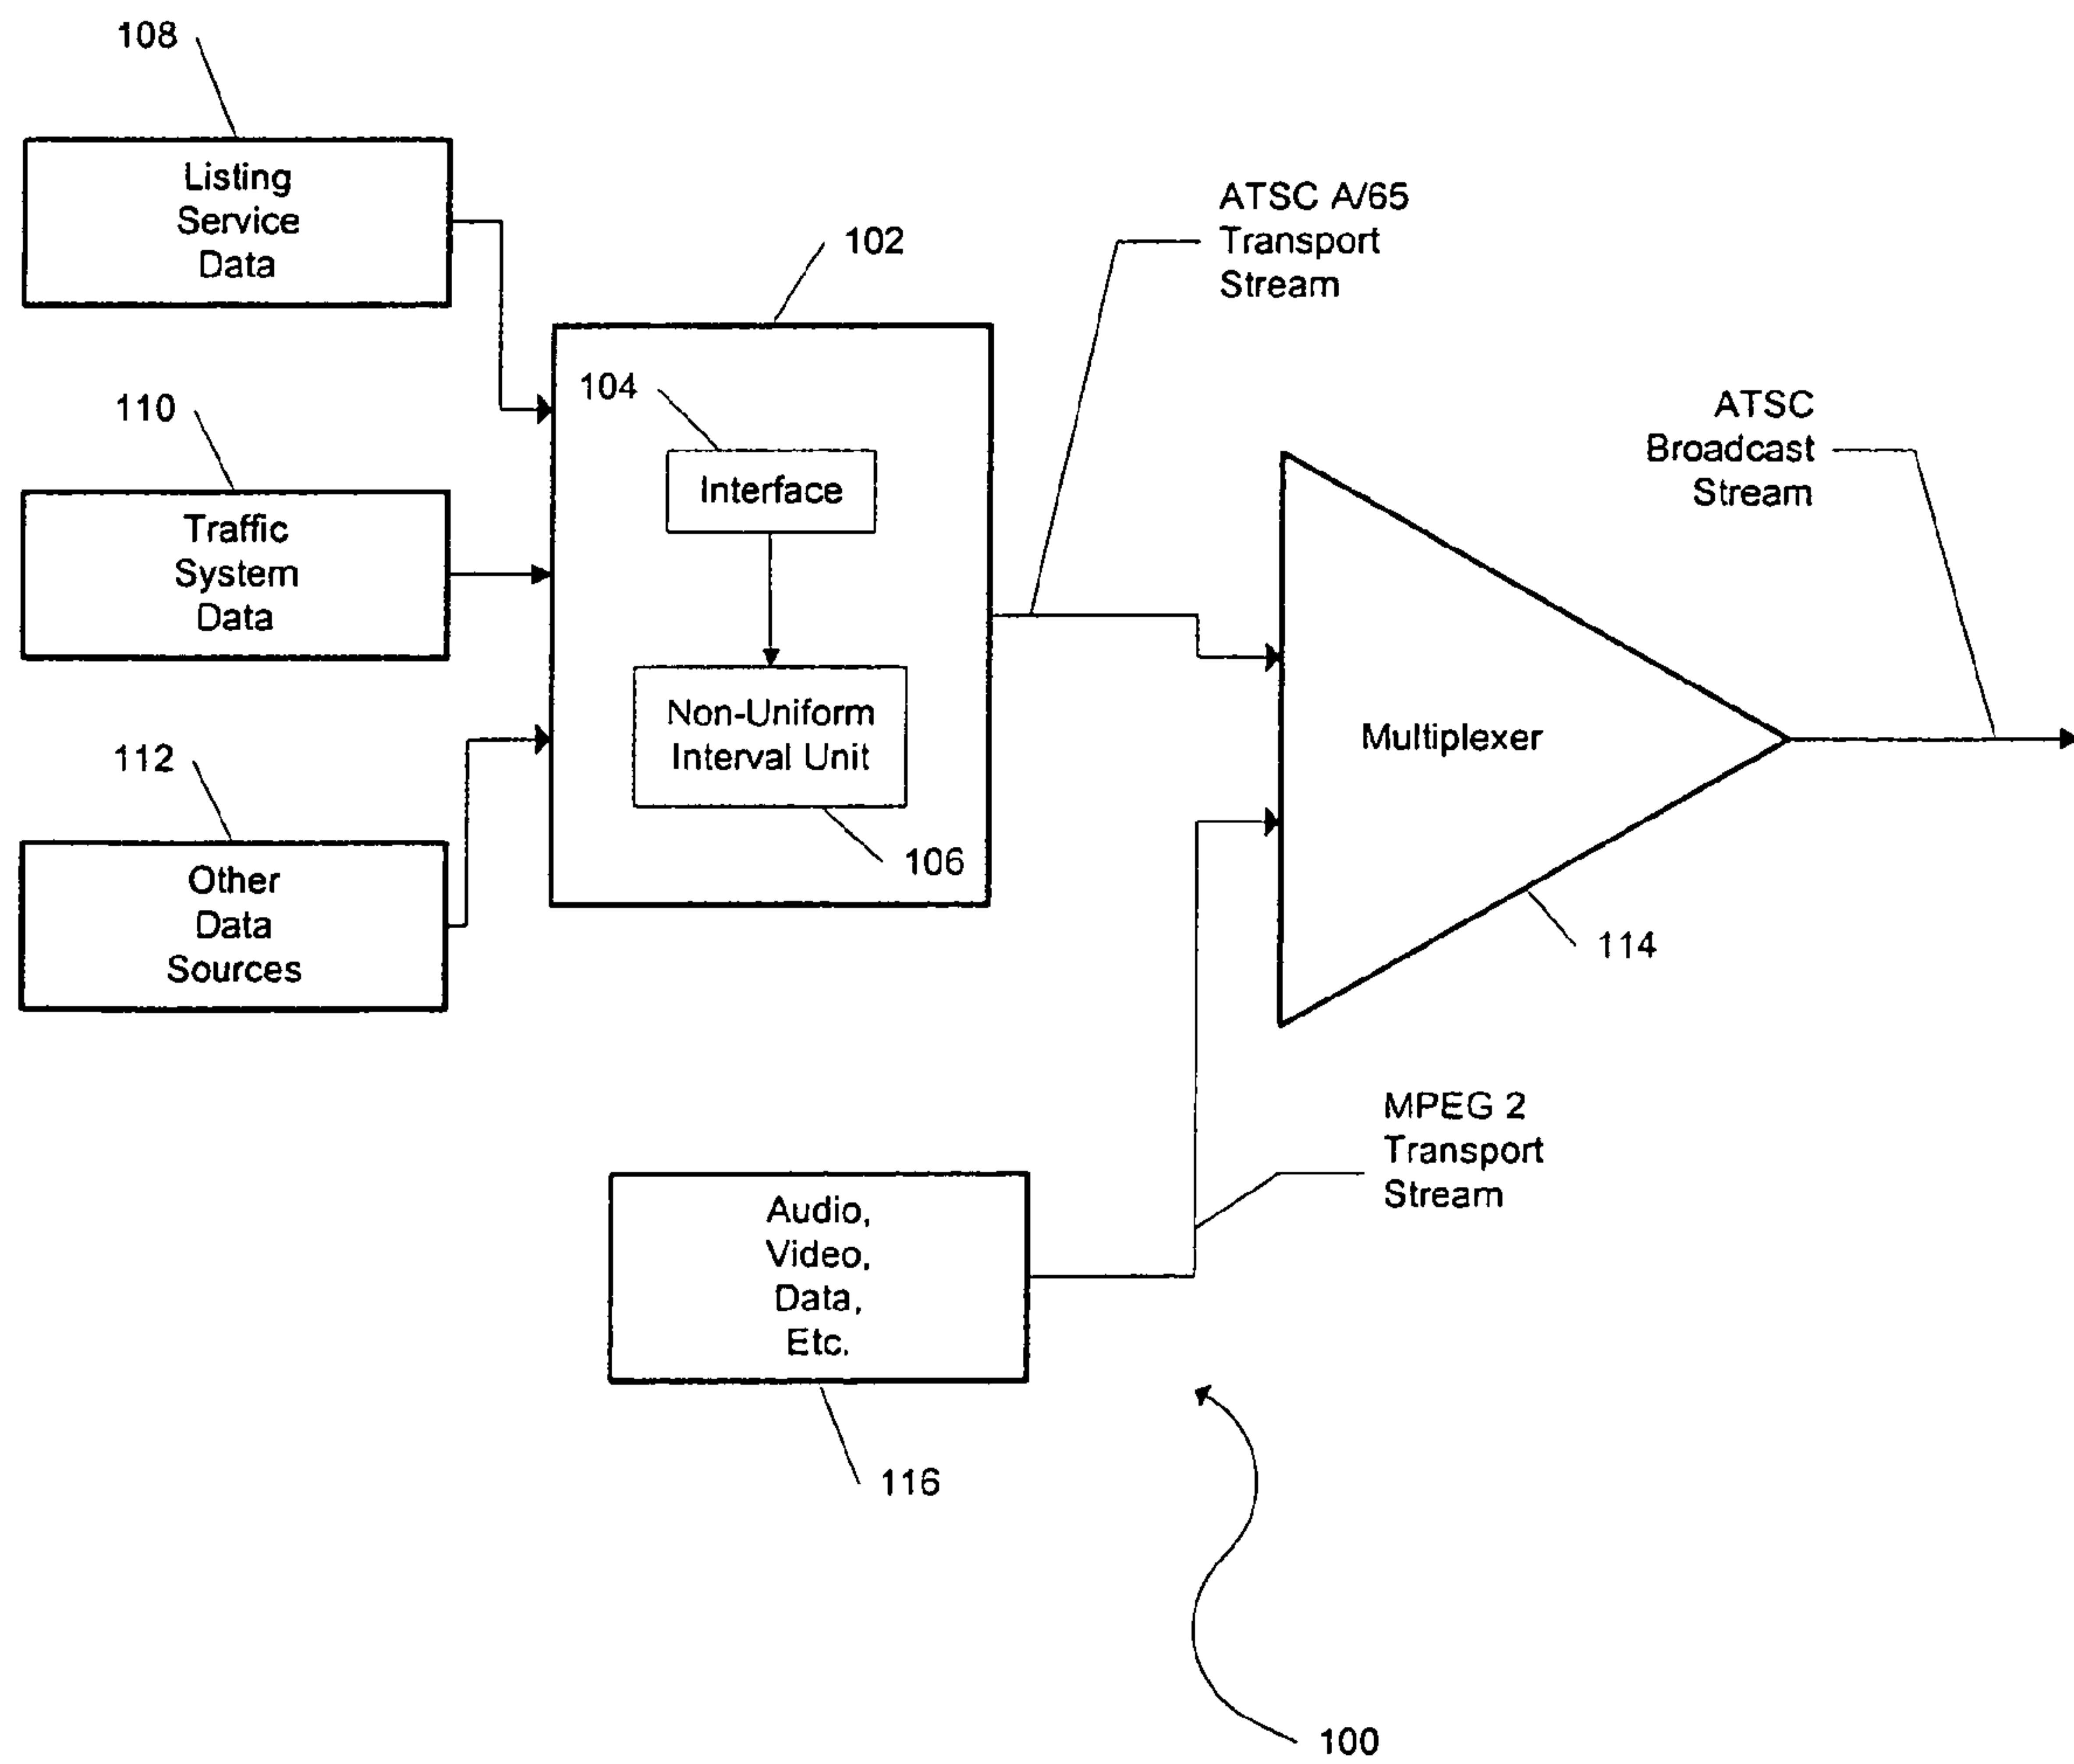 108
Listing
Service
Data
110
Traffic
System
Data
112
Other
Data
Sources
102
104
Interface
Non-Uniform
Interval Unit
106
ATSC A/65
Transport
Stream
ATSC
Broadcast
Stream
Multiplexer
114
MPEG 2
Transport
Stream
Audio,
Video,
Data,
Etc.
116
100